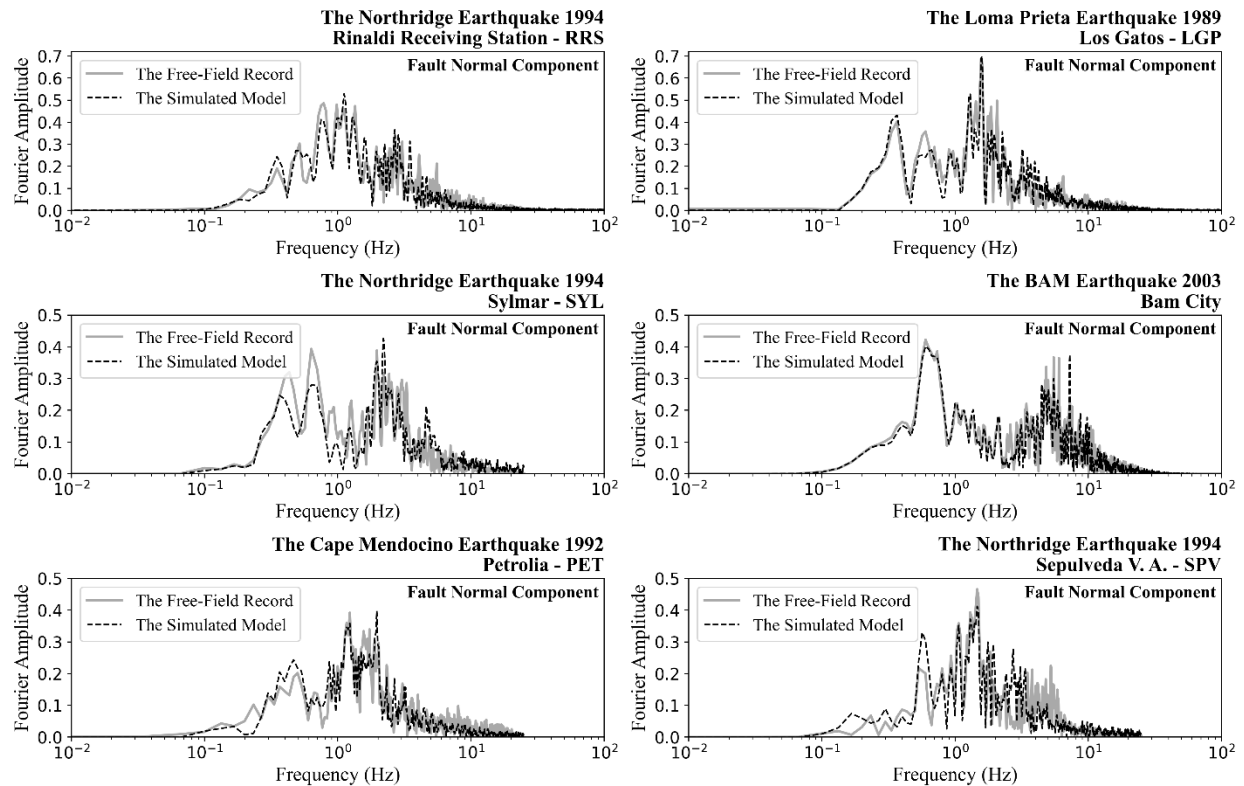 The Northridge Earthquake 1994
Rinaldi Receiving Station - RRS
Fault Normal Component
The Free-Field Record
The Simulated Model
Fourier Amplitude
0.7
0.6
0.5
0.4
0.3
0.2
0.1
0.0
10⁻² 10⁻¹ 10⁰ 10¹ 10²
Frequency (Hz)
The Loma Prieta Earthquake 1989
Los Gatos - LGP
Fault Normal Component
The Free-Field Record
The Simulated Model
Fourier Amplitude
0.7
0.6
0.5
0.4
0.3
0.2
0.1
0.0
10⁻² 10⁻¹ 10⁰ 10¹ 10²
Frequency (Hz)
The Northridge Earthquake 1994
Sylmar - SYL
Fault Normal Component
The Free-Field Record
The Simulated Model
Fourier Amplitude
0.5
0.4
0.3
0.2
0.1
0.0
10⁻² 10⁻¹ 10⁰ 10¹ 10²
Frequency (Hz)
The BAM Earthquake 2003
Bam City
Fault Normal Component
The Free-Field Record
The Simulated Model
Fourier Amplitude
0.5
0.4
0.3
0.2
0.1
0.0
10⁻² 10⁻¹ 10⁰ 10¹ 10²
Frequency (Hz)
The Cape Mendocino Earthquake 1992
Petrolia - PET
Fault Normal Component
The Free-Field Record
The Simulated Model
Fourier Amplitude
0.5
0.4
0.3
0.2
0.1
0.0
10⁻² 10⁻¹ 10⁰ 10¹ 10²
Frequency (Hz)
The Northridge Earthquake 1994
Sepulveda V. A. - SPV
Fault Normal Component
The Free-Field Record
The Simulated Model
Fourier Amplitude
0.5
0.4
0.3
0.2
0.1
0.0
10⁻² 10⁻¹ 10⁰ 10¹ 10²
Frequency (Hz)